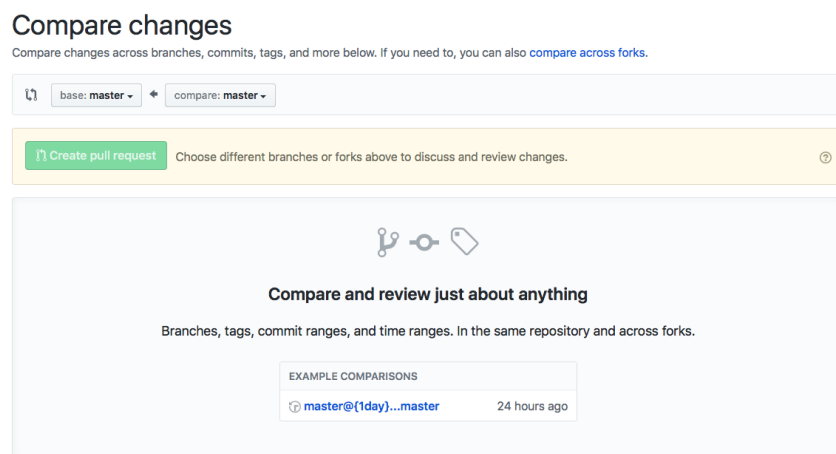 Compare changes
Compare changes across branches, commits, tags, and more below. If you need to, you can also compare across forks.
base: master compare: master
Create pull request Choose different branches or forks above to discuss and review changes.
Compare and review just about anything
Branches, tags, commit ranges, and time ranges. In the same repository and across forks.
EXAMPLE COMPARISONS
master@{1day}...master 24 hours ago